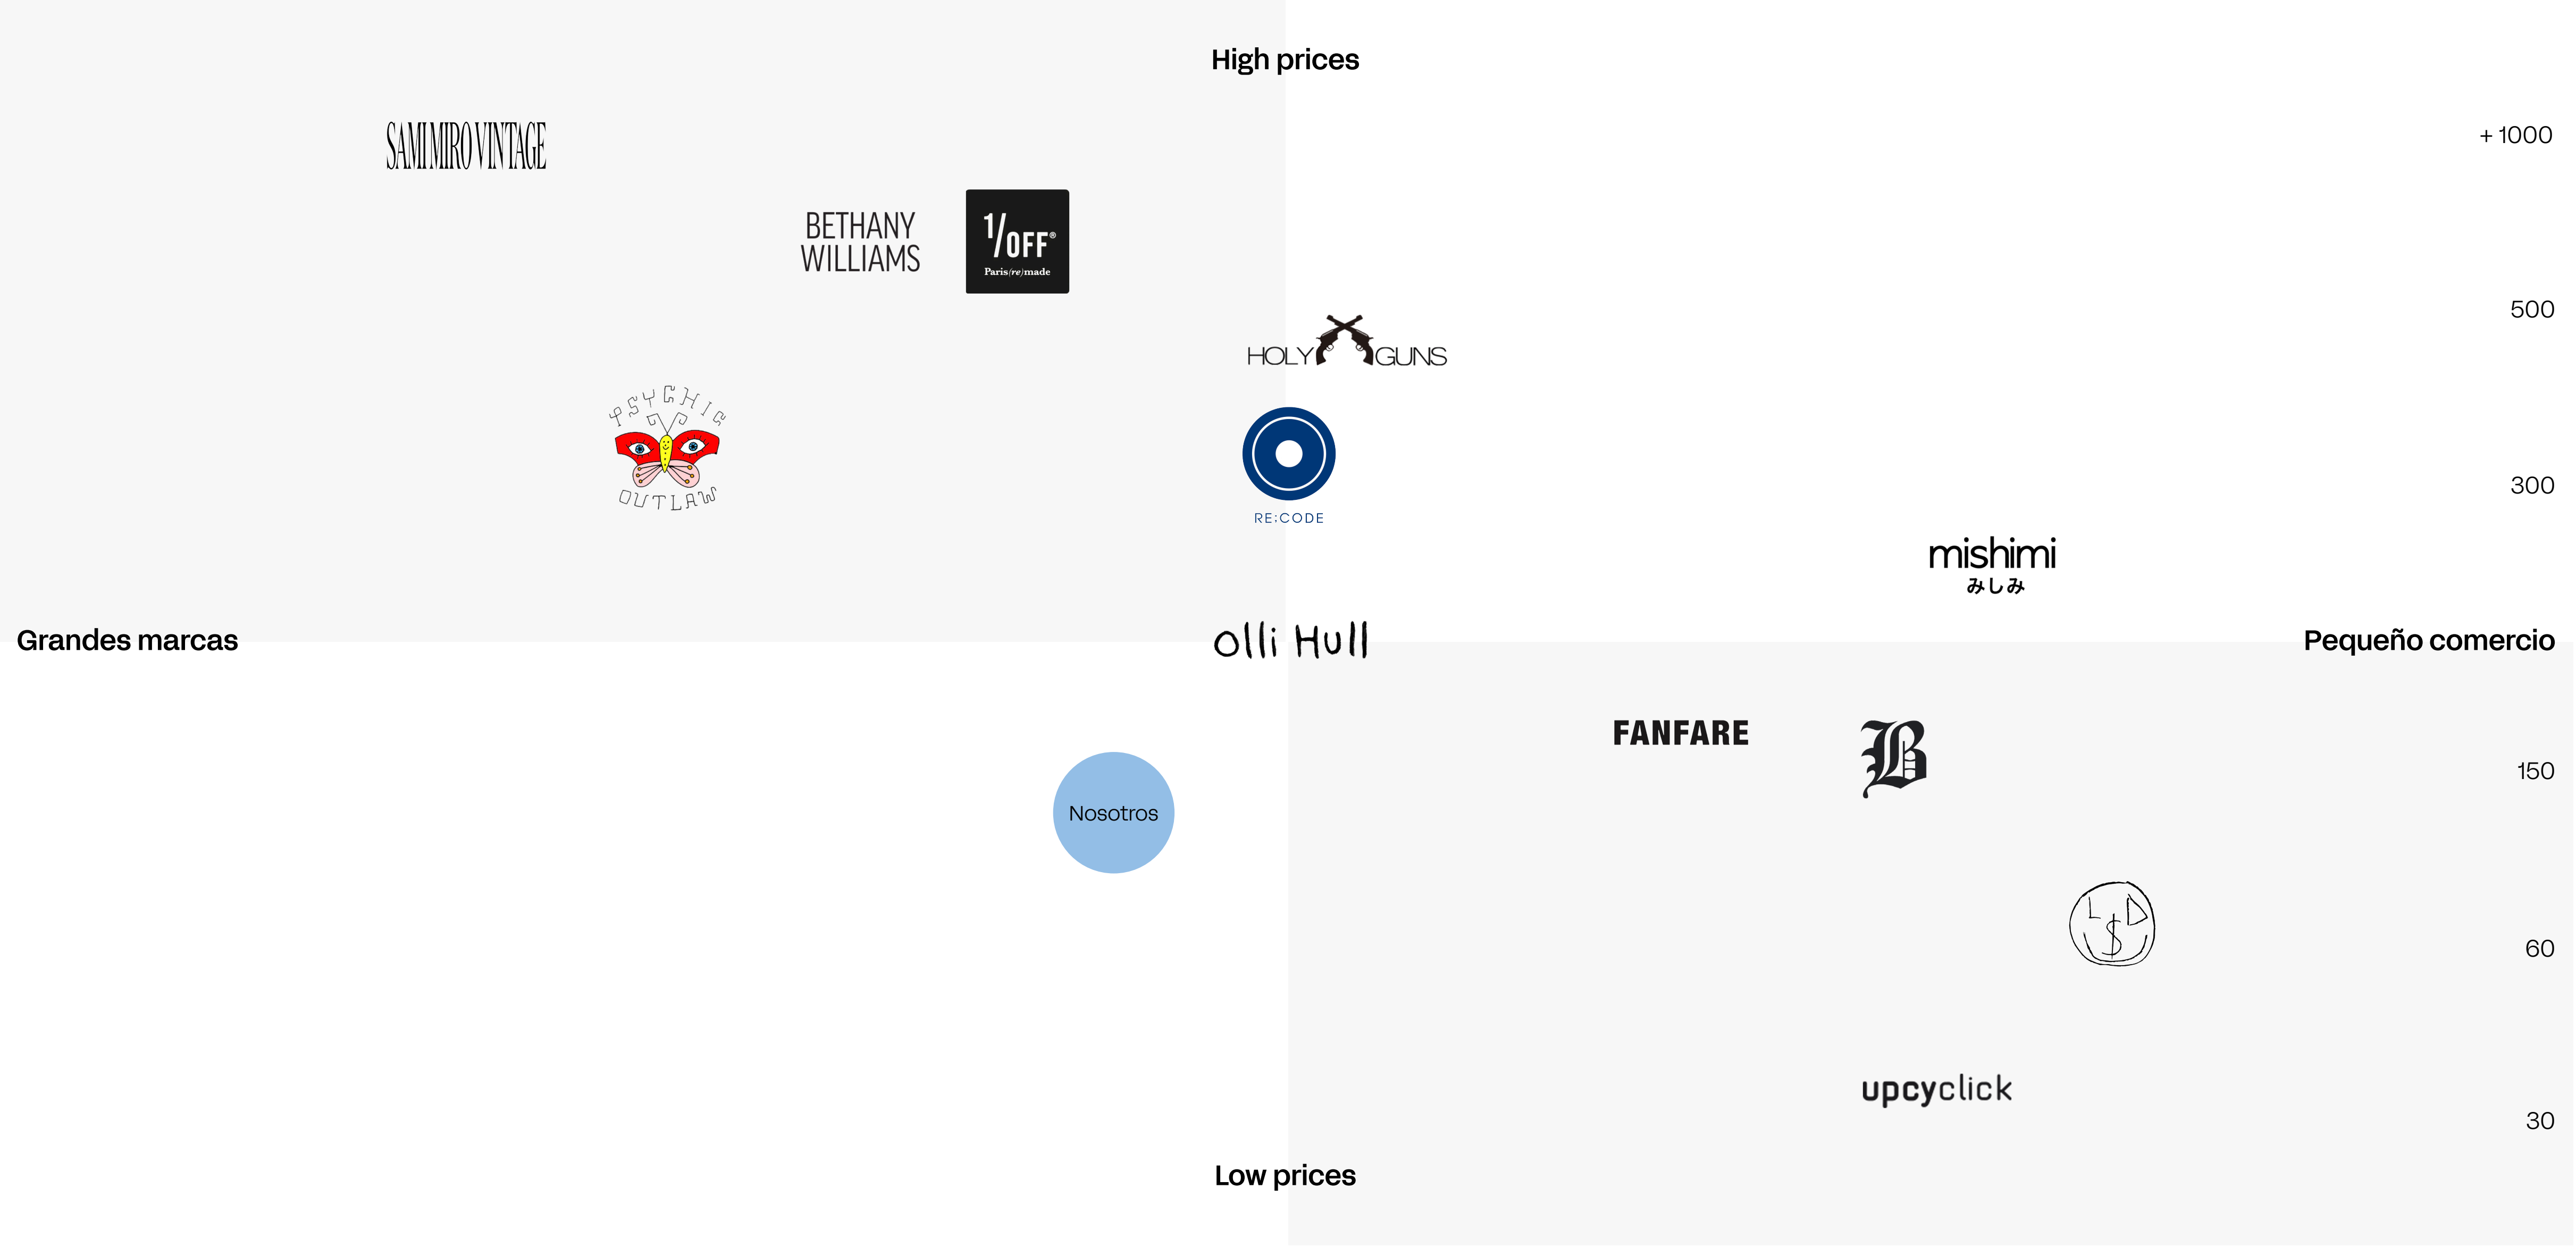 High prices
+ 1000
SAMI MIRO VINTAGE
BETHANY
WILLIAMS
1/OFF®
Paris(re)made
500
HOLY GUNS
PSYCHIC
OUTLAW
RE;CODE
300
mishimi
みしみ
Grandes marcas
Olli Hull
Pequeño comercio
FANFARE
B
150
Nosotros
L $ D
60
upcyclick
30
Low prices